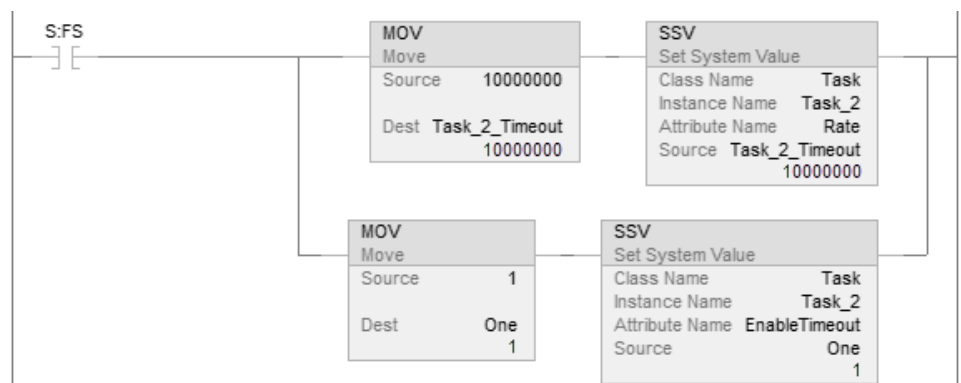 S:FS
MOV
Move
Source 10000000
Dest Task_2_Timeout
10000000
SSV
Set System Value
Class Name Task
Instance Name Task_2
Attribute Name Rate
Source Task_2_Timeout
10000000
MOV
Move
Source 1
Dest One
1
SSV
Set System Value
Class Name Task
Instance Name Task_2
Attribute Name EnableTimeout
Source One
1